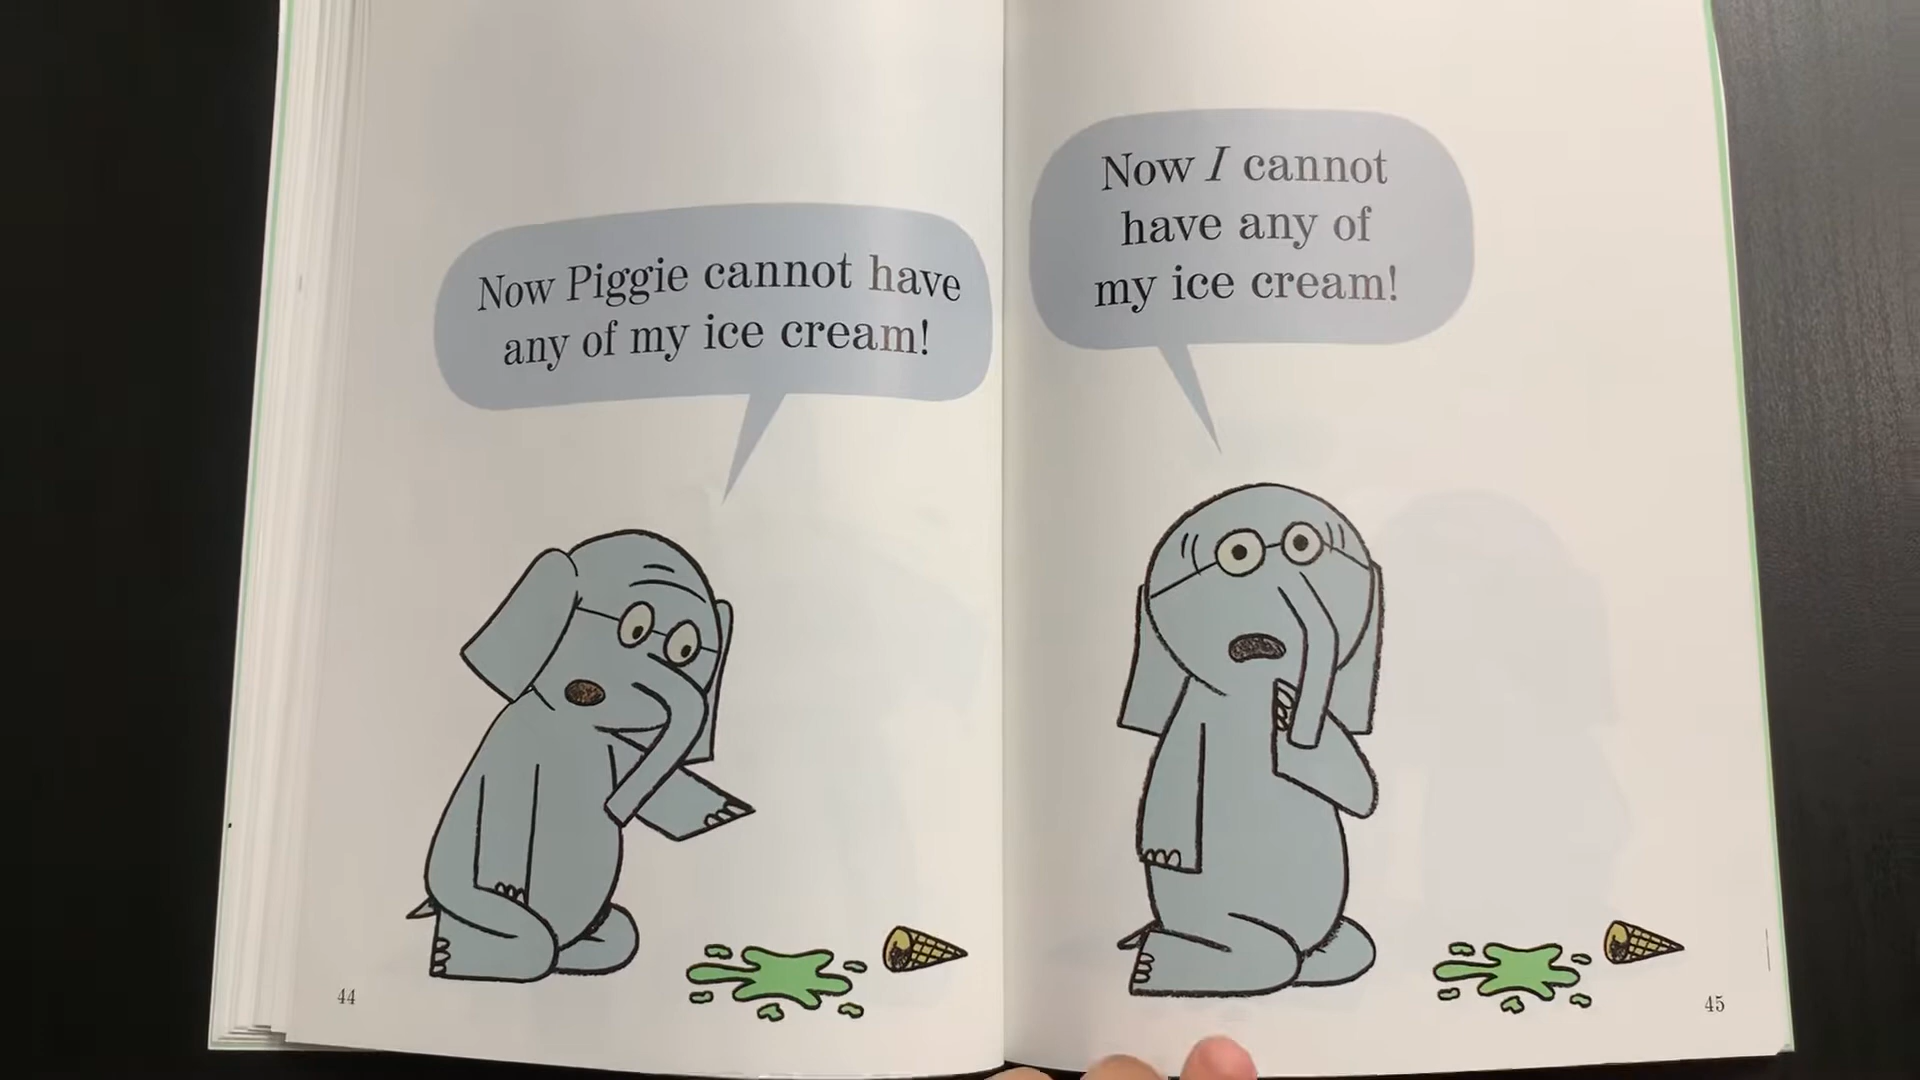 Now Piggie cannot have
any of my ice cream!
44
Now I cannot
have any of
my ice cream!
45